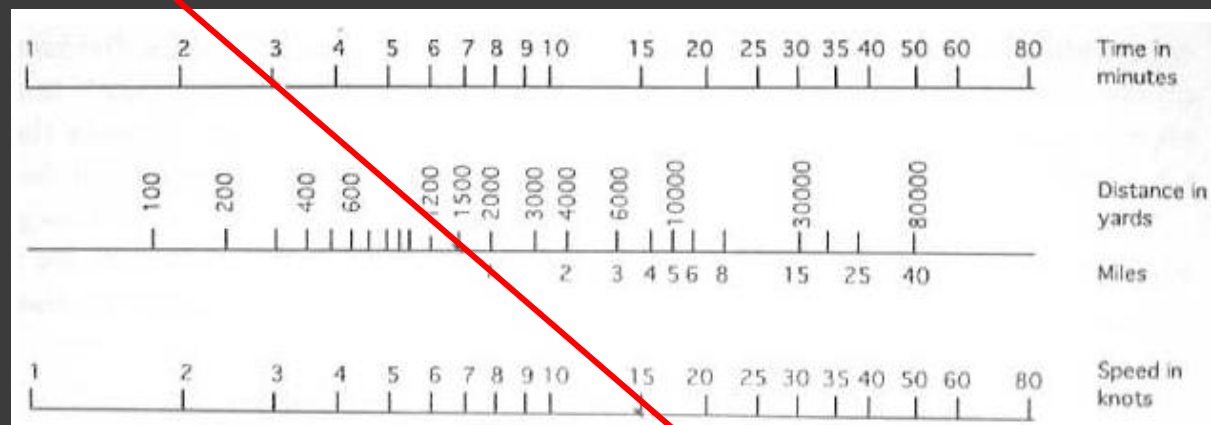 1 2 3 4 5 6 7 8 9 10 15 20 25 30 35 40 50 60 80 Time in
minutes
100 200 400 600 1200 1500 2000 3000 4000 6000 10000 30000 80000 Distance in
yards
2 3 4 5 6 8 15 25 40 Miles
1 2 3 4 5 6 7 8 9 10 15 20 25 30 35 40 50 60 80 Speed in
knots